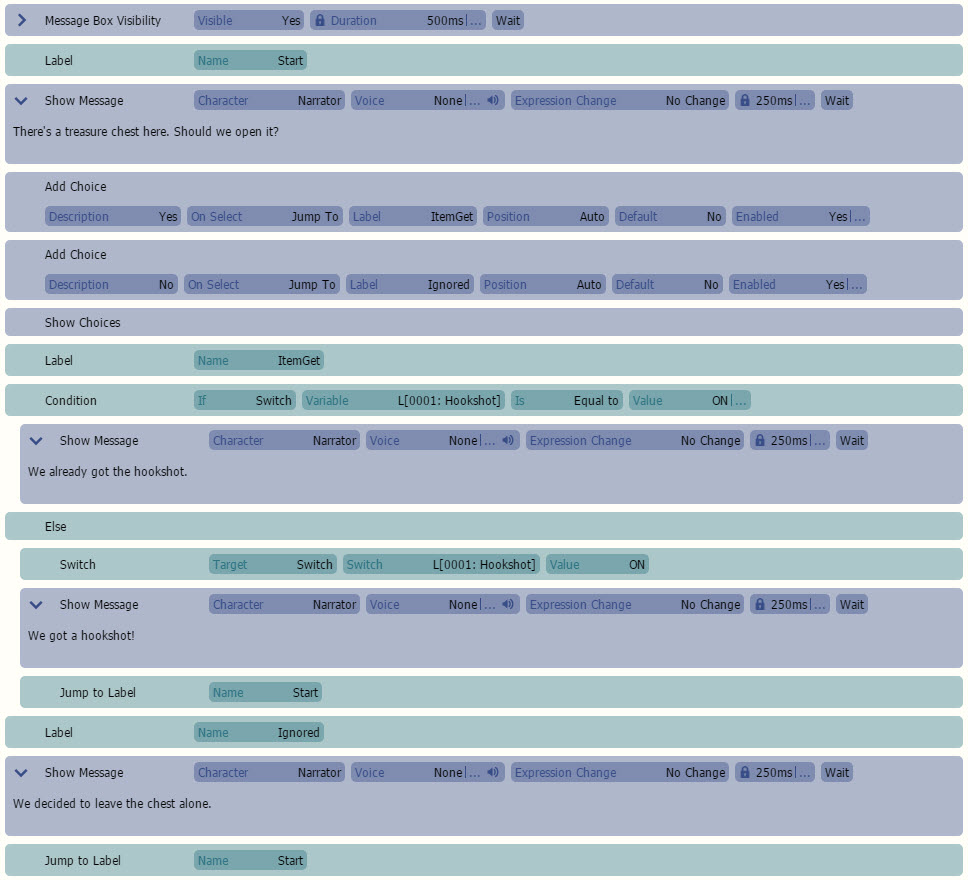 Message Box Visibility Visible Yes Duration 500ms|... Wait
Label Name Start
Show Message Character Narrator Voice None|... Expression Change No Change 250ms|... Wait
There's a treasure chest here. Should we open it?
Add Choice
Description Yes On Select Jump To Label ItemGet Position Auto Default No Enabled Yes|...
Add Choice
Description No On Select Jump To Label Ignored Position Auto Default No Enabled Yes|...
Show Choices
Label Name ItemGet
Condition If Switch Variable L[0001: Hookshot] Is Equal to Value ON|...
Show Message Character Narrator Voice None|... Expression Change No Change 250ms|... Wait
We already got the hookshot.
Else
Switch Target Switch Switch L[0001: Hookshot] Value ON
Show Message Character Narrator Voice None|... Expression Change No Change 250ms|... Wait
We got a hookshot!
Jump to Label Name Start
Label Name Ignored
Show Message Character Narrator Voice None|... Expression Change No Change 250ms|... Wait
We decided to leave the chest alone.
Jump to Label Name Start